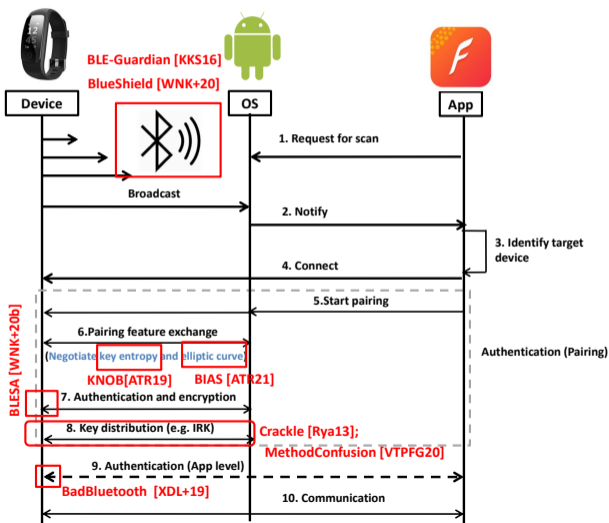 BLE-Guardian [KKS16]
BlueShield [WNK+20]
Device
OS
App
1. Request for scan
Broadcast
2. Notify
3. Identify target
device
4. Connect
5.Start pairing
6.Pairing feature exchange
(Negotiate key entropy and elliptic curve)
KNOB[ATR19]
BIAS [ATR21]
Authentication (Pairing)
BLESA [WNK+20b]
7. Authentication and encryption
8. Key distribution (e.g. IRK)
Crackle [Rya13];
MethodConfusion [VTPFG20]
9. Authentication (App level)
BadBluetooth [XDL+19]
10. Communication